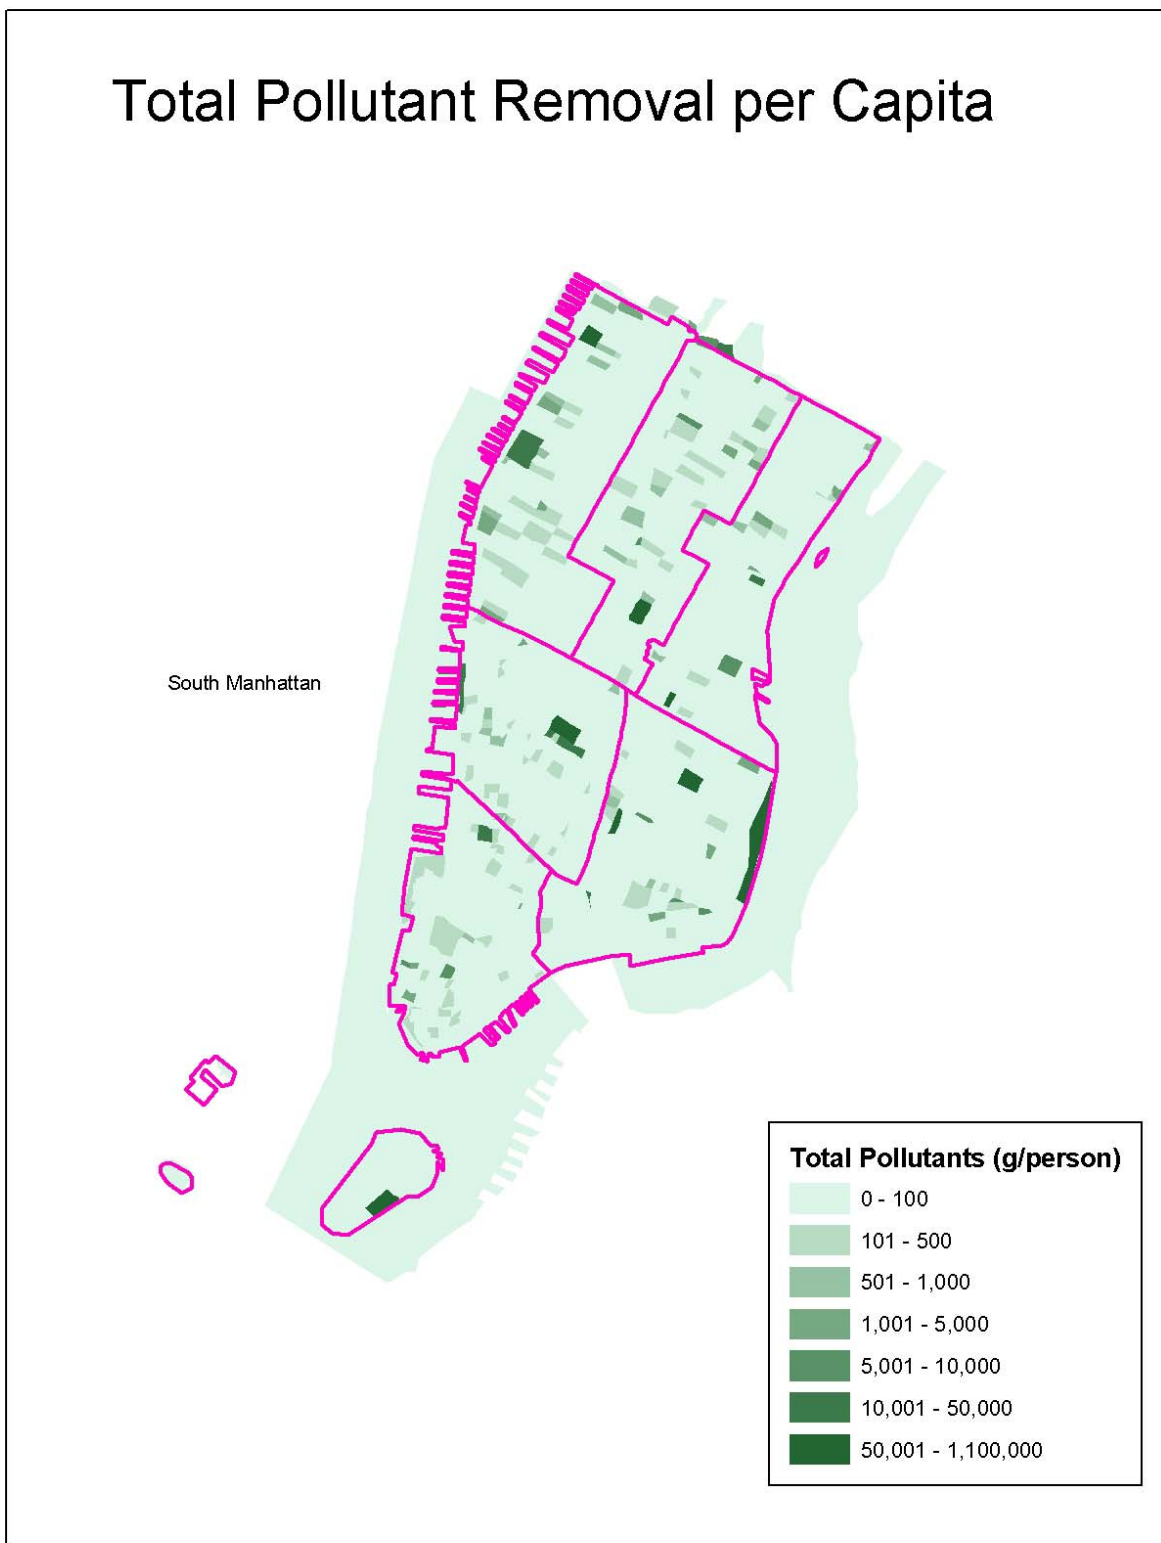 Total Pollutant Removal per Capita
South Manhattan
Total Pollutants (g/person)
0 - 100
101 - 500
501 - 1,000
1,001 - 5,000
5,001 - 10,000
10,001 - 50,000
50,001 - 1,100,000